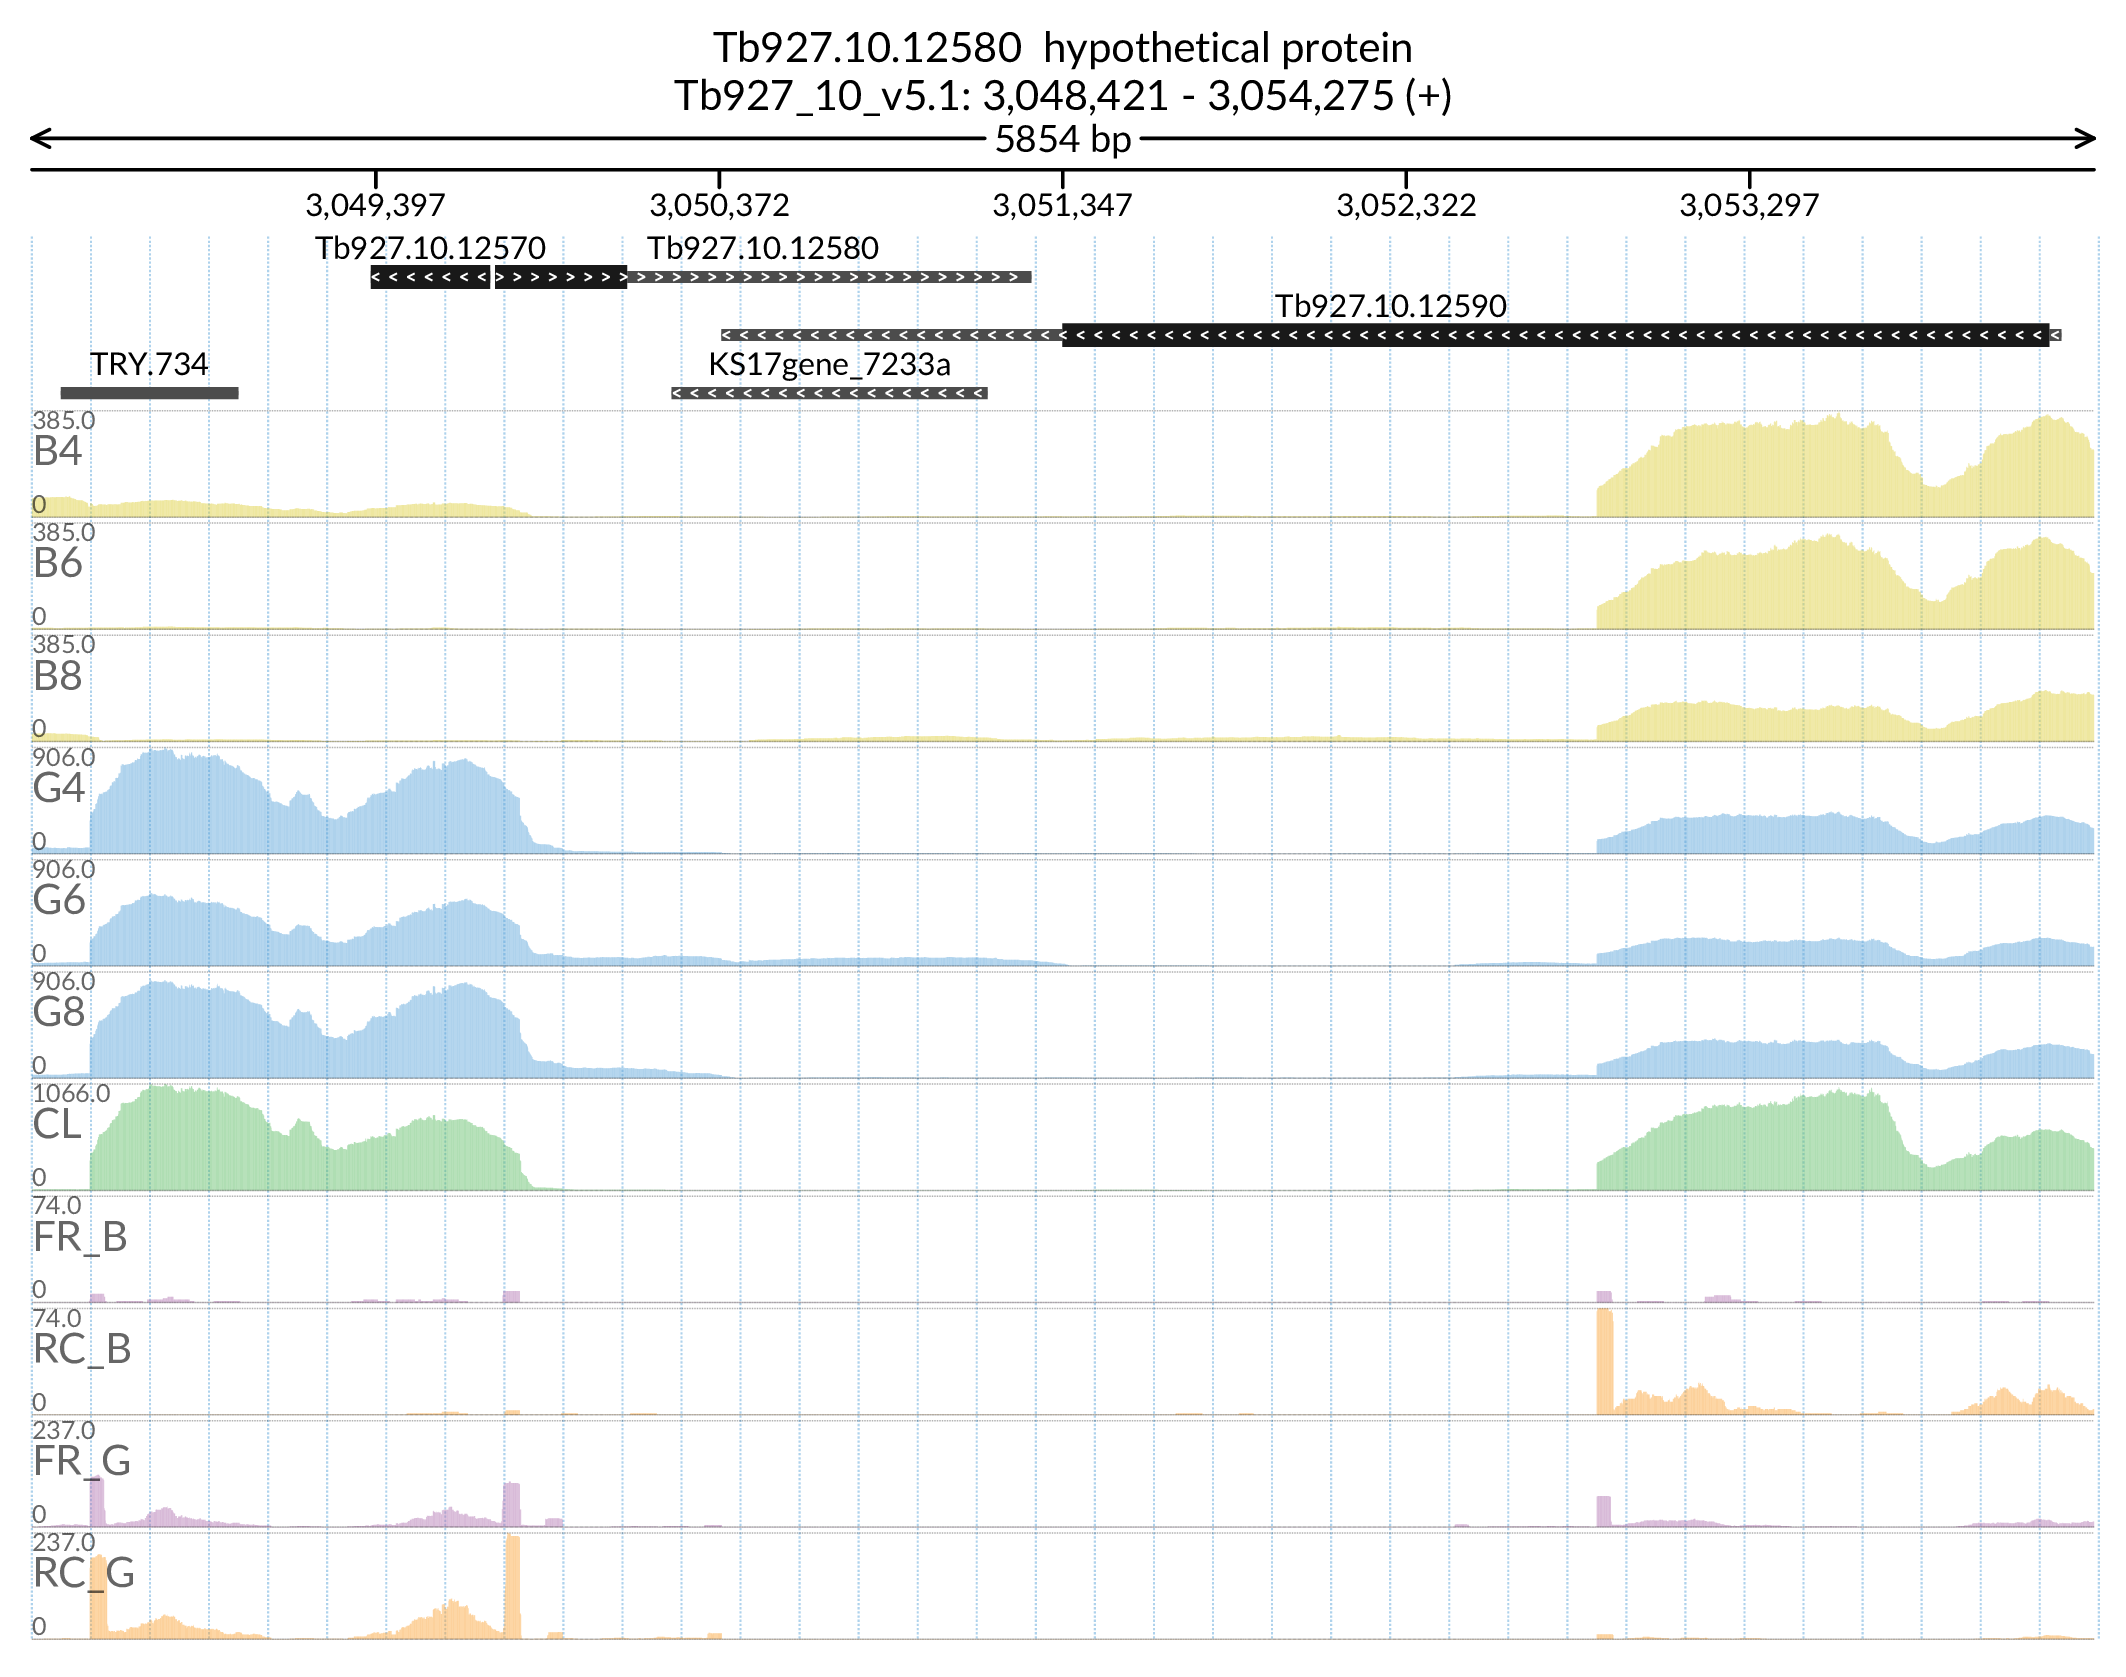 Tb927.10.12580 hypothetical protein
Tb927_10_v5.1: 3,048,421 - 3,054,275 (+)
5854 bp
3,049,397 3,050,372 3,051,347 3,052,322 3,053,297
Tb927.10.12570 Tb927.10.12580
Tb927.10.12590
TRY.734 KS17gene_7233a
385.0
B4
0
385.0
B6
0
385.0
B8
0
906.0
G4
0
906.0
G6
0
906.0
G8
0
1066.0
CL
0
74.0
FR_B
0
74.0
RC_B
0
237.0
FR_G
0
237.0
RC_G
0